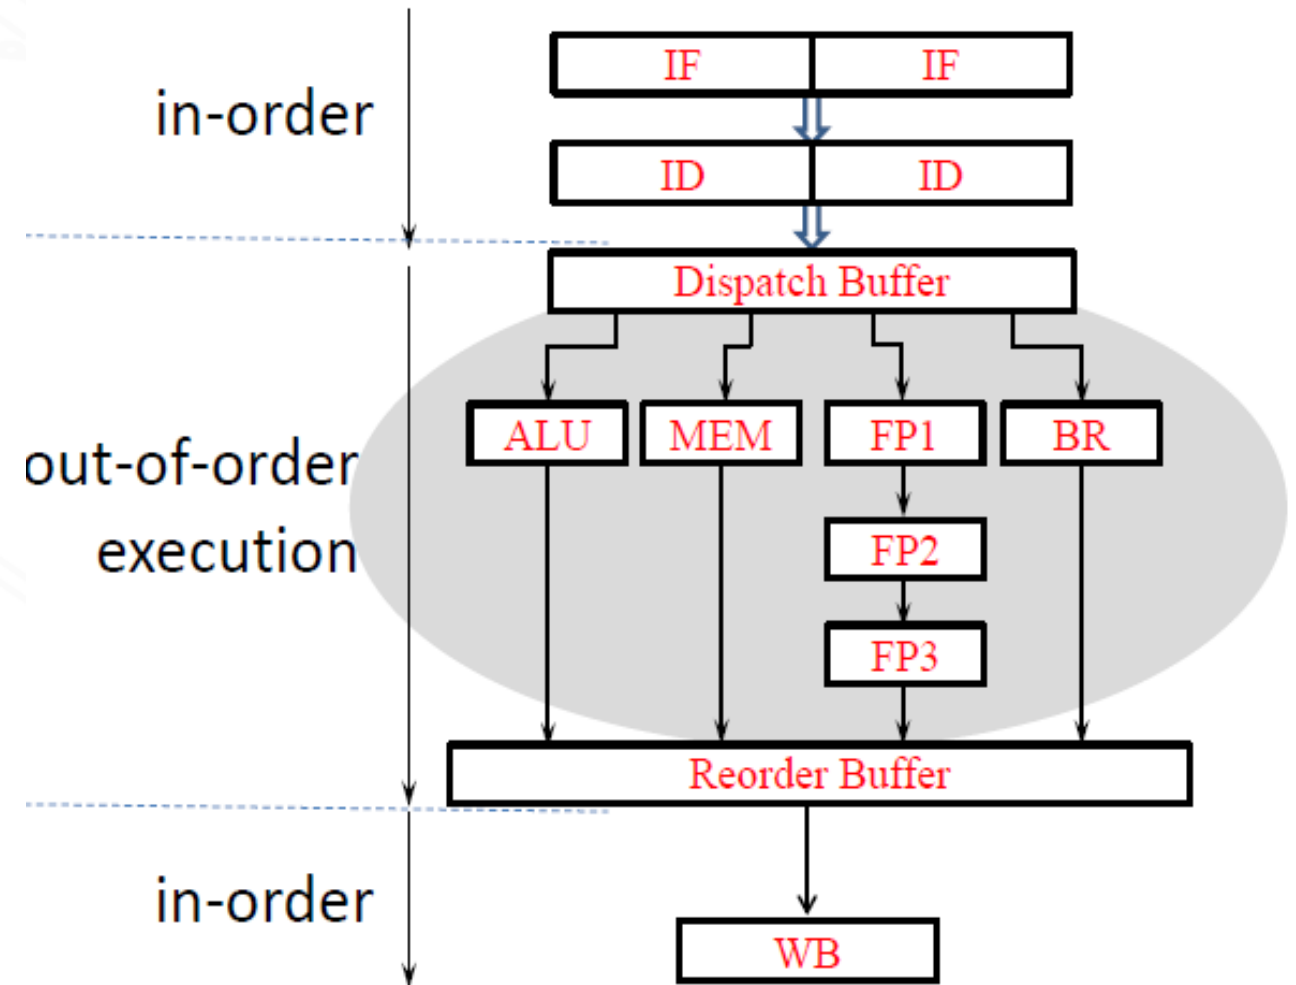 in-order
IF IF
ID ID
Dispatch Buffer
out-of-order
execution
ALU MEM FP1 BR
FP2
FP3
Reorder Buffer
in-order
WB